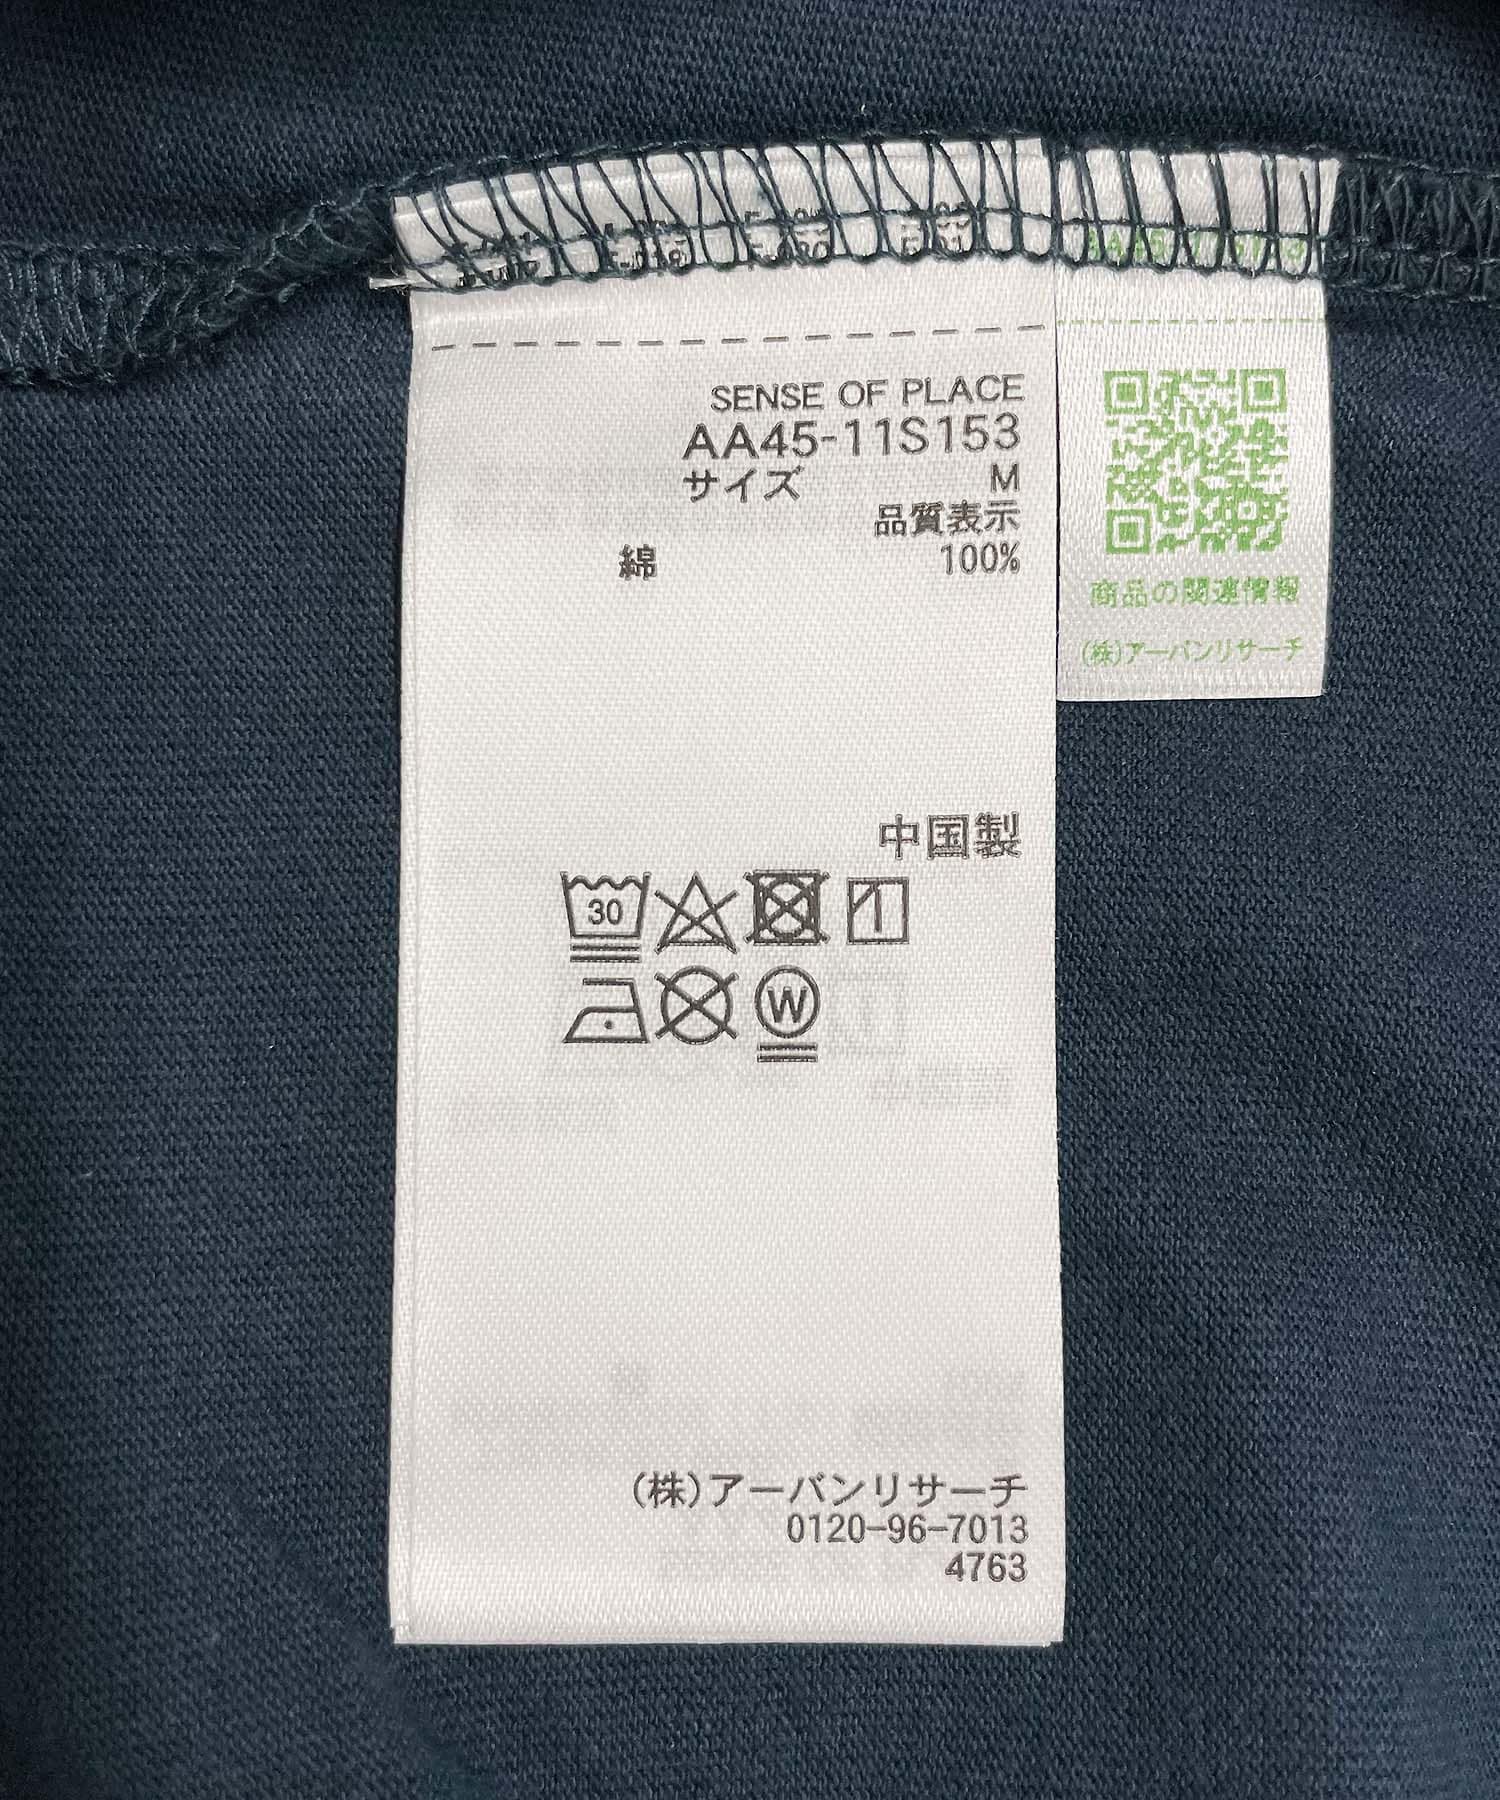 SENSE OF PLACE
AA45-11S153
サイズ M
品質表示
綿 100%
中国製
30
W
(株)アーバンリサーチ
0120-96-7013
4763
商品の関連情報
(株)アーバンリサーチ